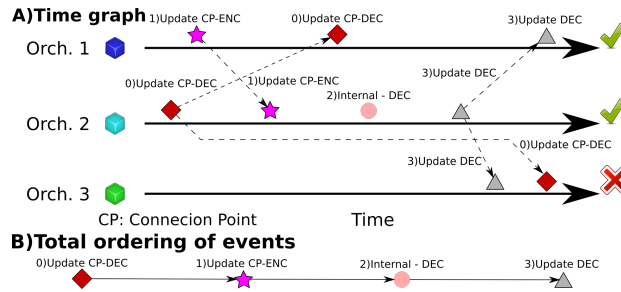 A)Time graph
1)Update CP-ENC
0)Update CP-DEC
3)Update DEC
Orch. 1
0)Update CP-DEC
1)Update CP-ENC
3)Update DEC
2)Internal - DEC
Orch. 2
0)Update CP-DEC
3)Update DEC
Orch. 3
CP: Connecion Point
Time
B)Total ordering of events
0)Update CP-DEC
1)Update CP-ENC
2)Internal - DEC
3)Update DEC